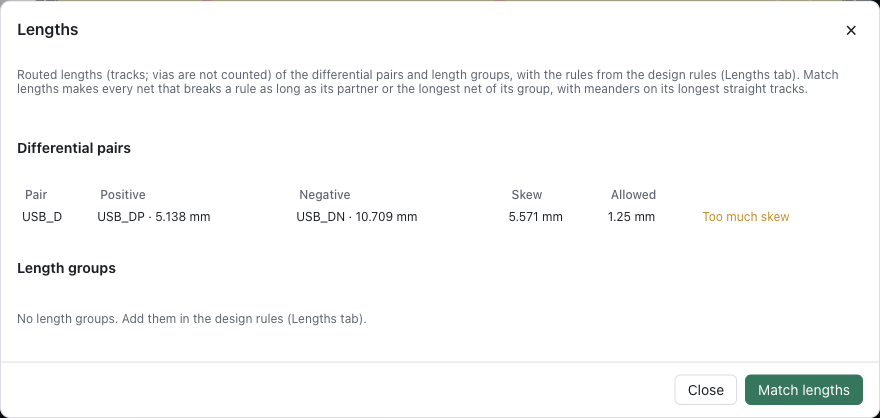 Lengths
Routed lengths (tracks; vias are not counted) of the differential pairs and length groups, with the rules from the design rules (Lengths tab). Match
lengths makes every net that breaks a rule as long as its partner or the longest net of its group, with meanders on its longest straight tracks.
Differential pairs
Pair Positive Negative Skew Allowed
USB_D USB_DP · 5.138 mm USB_DN · 10.709 mm 5.571 mm 1.25 mm Too much skew
Length groups
No length groups. Add them in the design rules (Lengths tab).
Close Match lengths